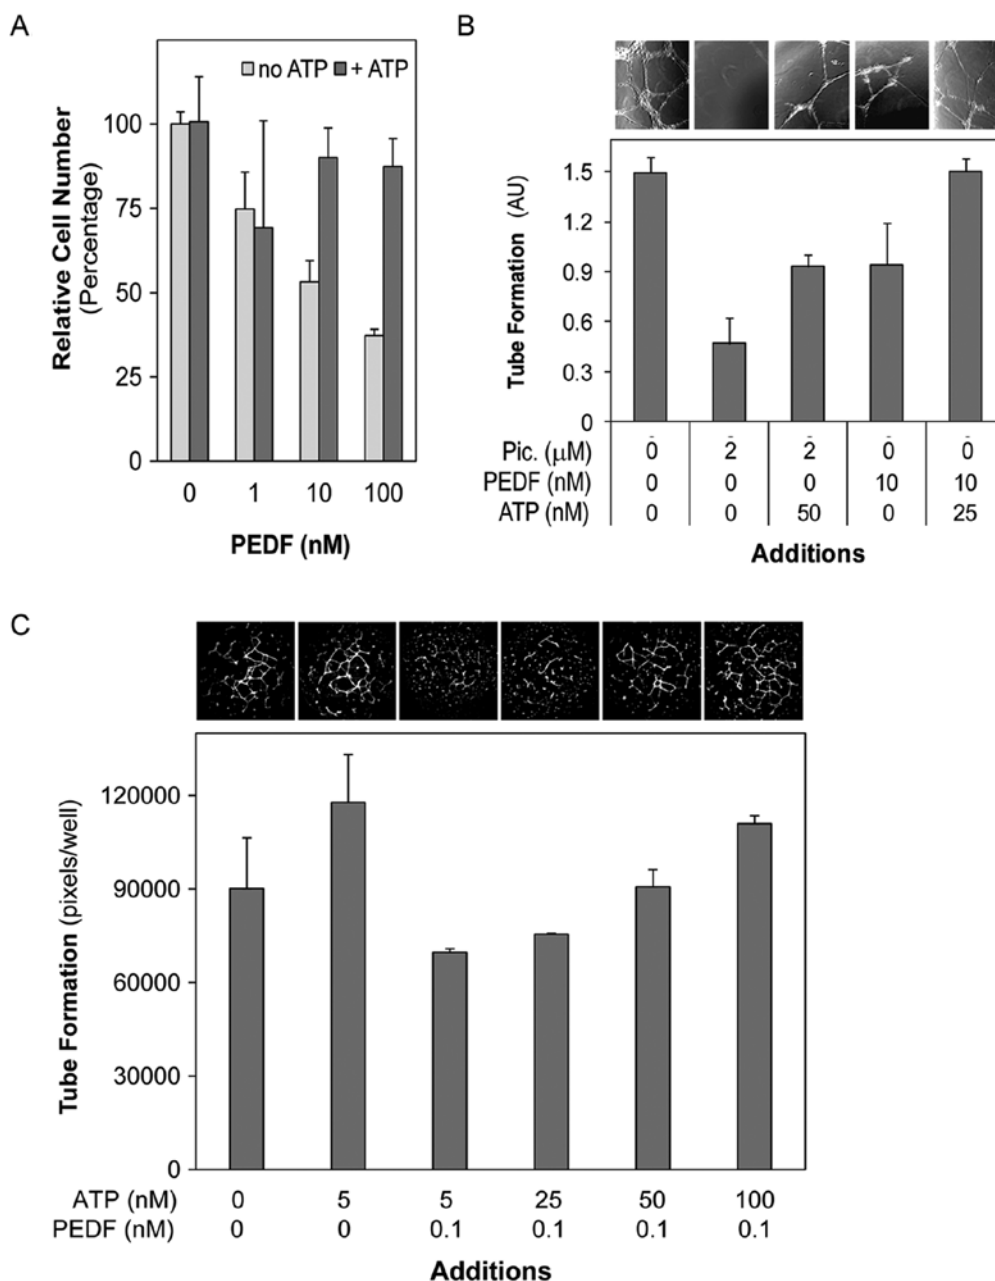 A
no ATP + ATP
Relative Cell Number
(Percentage)
100
75
50
25
0
0 1 10 100
PEDF (nM)
B
Tube Formation (AU)
1.5
1.2
0.9
0.6
0.3
0
Pic. (μM) 0 2 2 0 0
PEDF (nM) 0 0 0 10 10
ATP (nM) 0 0 50 0 25
Additions
C
Tube Formation (pixels/well)
120000
90000
60000
30000
0
ATP (nM) 0 5 5 25 50 100
PEDF (nM) 0 0 0.1 0.1 0.1 0.1
Additions